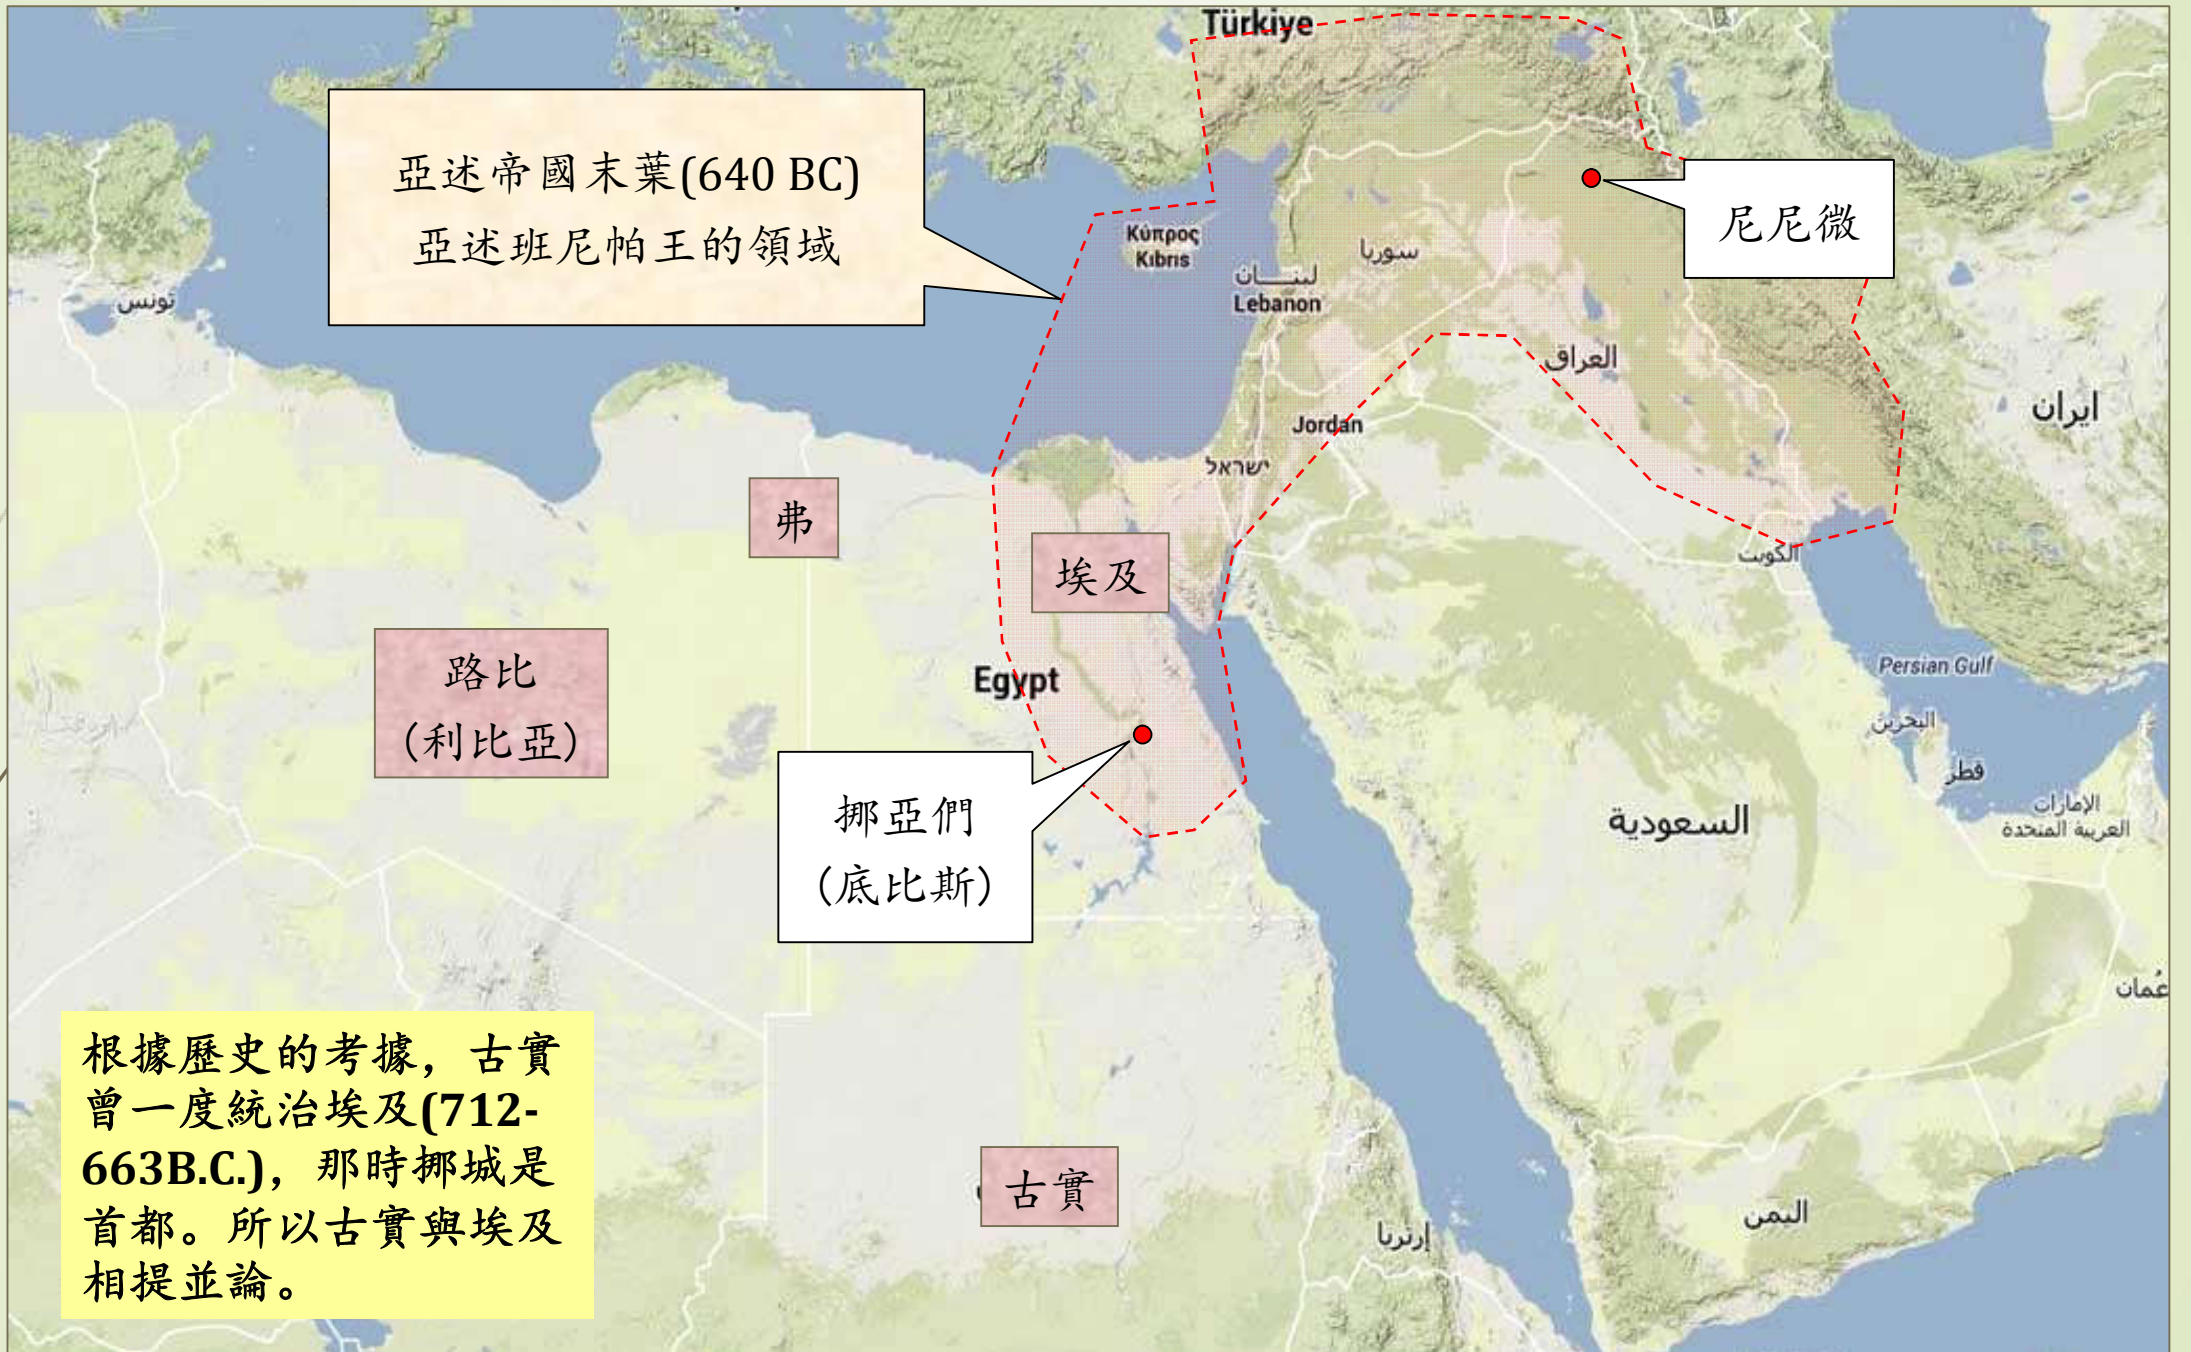 Türkiye
亞述帝國末葉(640 BC)
亞述班尼帕王的領域
尼尼微
Κύπρος
Kıbrıs
سوريا
لبنــــان
Lebanon
تونس
العراق
ايران
Jordan
ישראל
弗
埃及
الكويت
路比
(利比亞)
Egypt
Persian Gulf
البحرين
قطر
挪亞們
(底比斯)
السعودية
الإمارات
العربية المتحدة
عُمان
根據歷史的考據，古實
曾一度統治埃及(712-
663B.C.)，那時挪城是
首都。所以古實與埃及
相提並論。
古實
إرتريا
اليمن